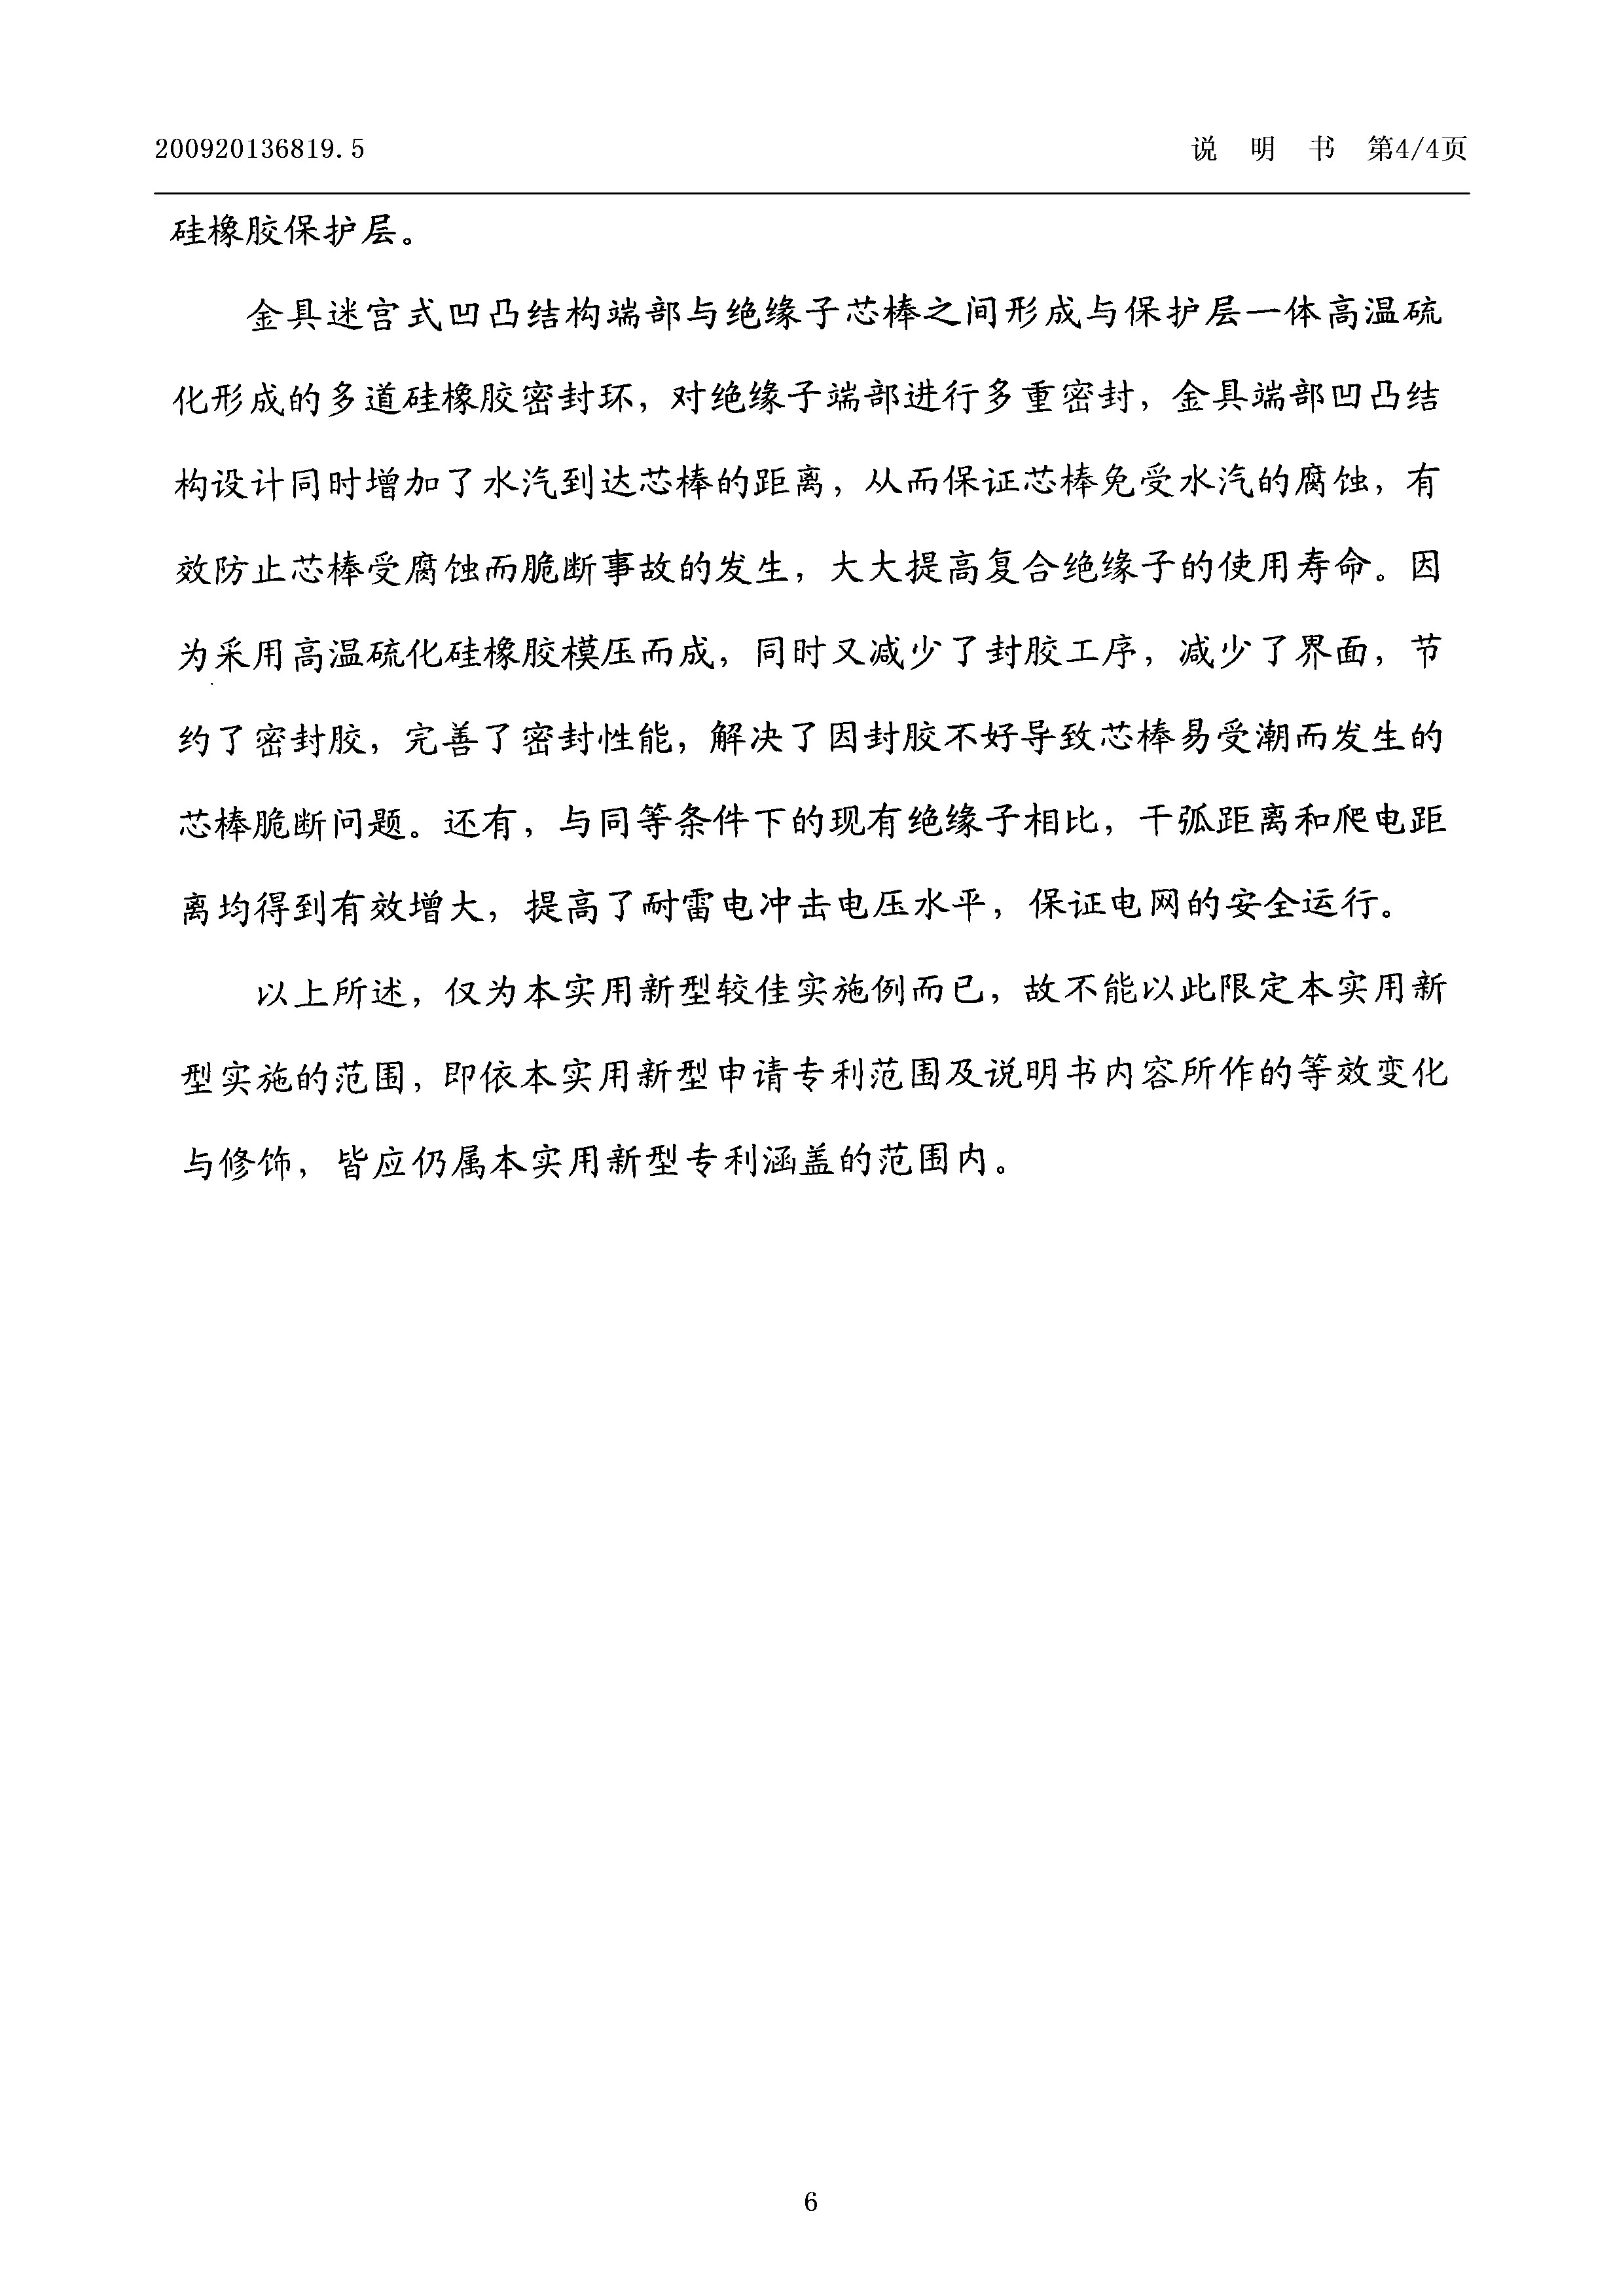 200920136819.5
说 明 书 第4/4页
硅橡胶保护层。
金具迷宫式凹凸结构端部与绝缘子芯棒之间形成与保护层一体高温硫
化形成的多道硅橡胶密封环，对绝缘子端部进行多重密封，金具端部凹凸结
构设计同时增加了水汽到达芯棒的距离，从而保证芯棒免受水汽的腐蚀，有
效防止芯棒受腐蚀而脆断事故的发生，大大提高复合绝缘子的使用寿命。因
为采用高温硫化硅橡胶模压而成，同时又减少了封胶工序，减少了界面，节
约了密封胶，完善了密封性能，解决了因封胶不好导致芯棒易受潮而发生的
芯棒脆断问题。还有，与同等条件下的现有绝缘子相比，干弧距离和爬电距
离均得到有效增大，提高了耐雷电冲击电压水平，保证电网的安全运行。
以上所述，仅为本实用新型较佳实施例而已，故不能以此限定本实用新
型实施的范围，即依本实用新型申请专利范围及说明书内容所作的等效变化
与修饰，皆应仍属本实用新型专利涵盖的范围内。
6